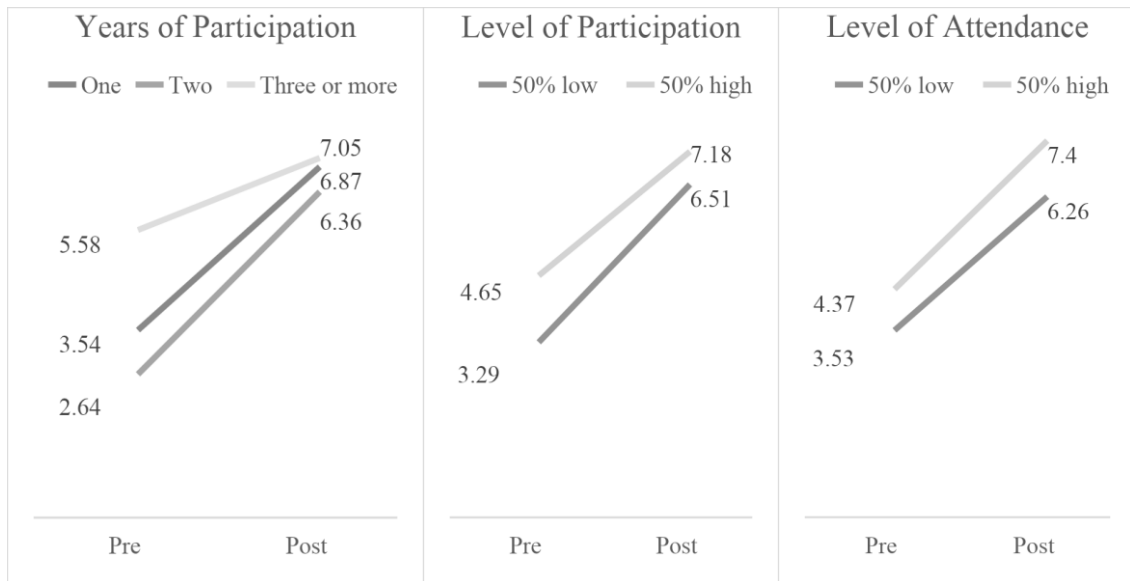 Years of Participation
One Two Three or more
7.05
6.87
6.36
5.58
3.54
2.64
Pre Post
Level of Participation
50% low 50% high
7.18
6.51
4.65
3.29
Pre Post
Level of Attendance
50% low 50% high
7.4
6.26
4.37
3.53
Pre Post